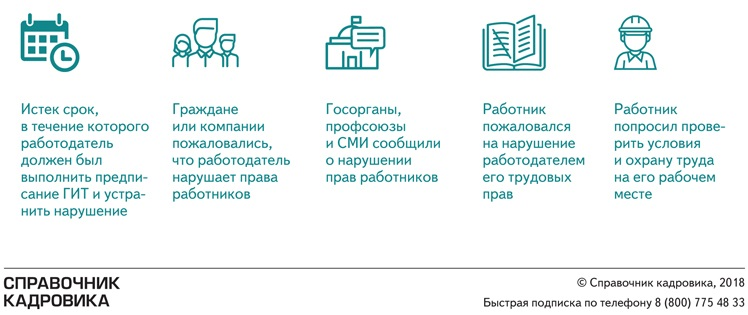 Истек срок,
в течение которого
работодатель
должен был
выполнить предпи-
сание ГИТ и устра-
нить нарушение
Граждане
или компании
пожаловались,
что работодатель
нарушает права
работников
Госорганы,
профсоюзы
и СМИ сообщили
о нарушении
прав работников
Работник
пожаловался
на нарушение
работодателем
его трудовых
прав
Работник
попросил прове-
рить условия
и охрану труда
на его рабочем
месте
СПРАВОЧНИК
КАДРОВИКА
© Справочник кадровика, 2018
Быстрая подписка по телефону 8 (800) 775 48 33